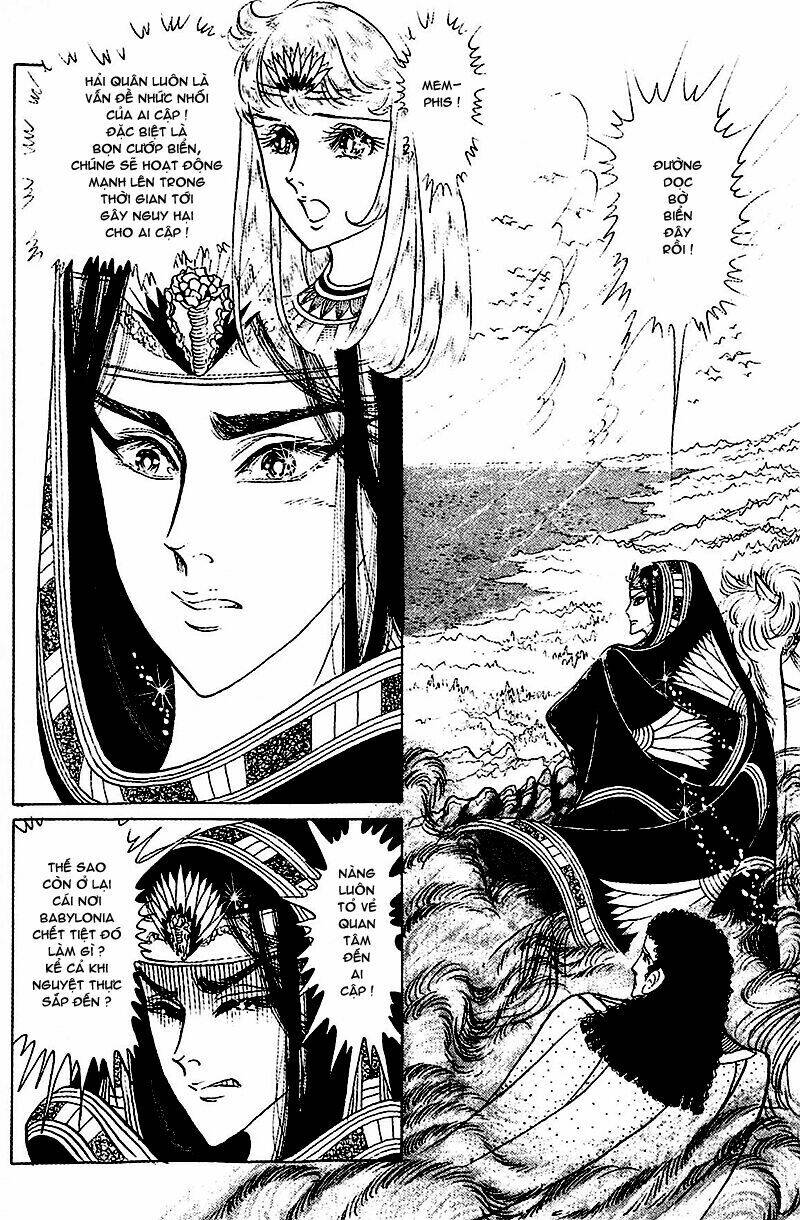 ĐƯỜNG
DỌC
BỜ
BIỂN
ĐÂY
RỒI !
MEM-
PHIS !
HẢI QUÂN LUÔN LÀ
VẤN ĐỀ NHỨC NHỐI
CỦA AI CẬP !
ĐẶC BIỆT LÀ
BỌN CƯỚP BIỂN,
CHÚNG SẼ HOẠT ĐỘNG
MẠNH LÊN TRONG
THỜI GIAN TỚI
GÂY NGUY HẠI
CHO AI CẬP !
NÀNG
LUÔN
TỎ VẺ
QUAN
TÂM
ĐẾN
AI
CẬP !
THẾ SAO
CÒN Ở LẠI
CÁI NƠI
BABYLONIA
CHẾT TIỆT ĐÓ
LÀM GÌ ?
KỂ CẢ KHI
NGUYỆT THỰC
SẮP ĐẾN ?